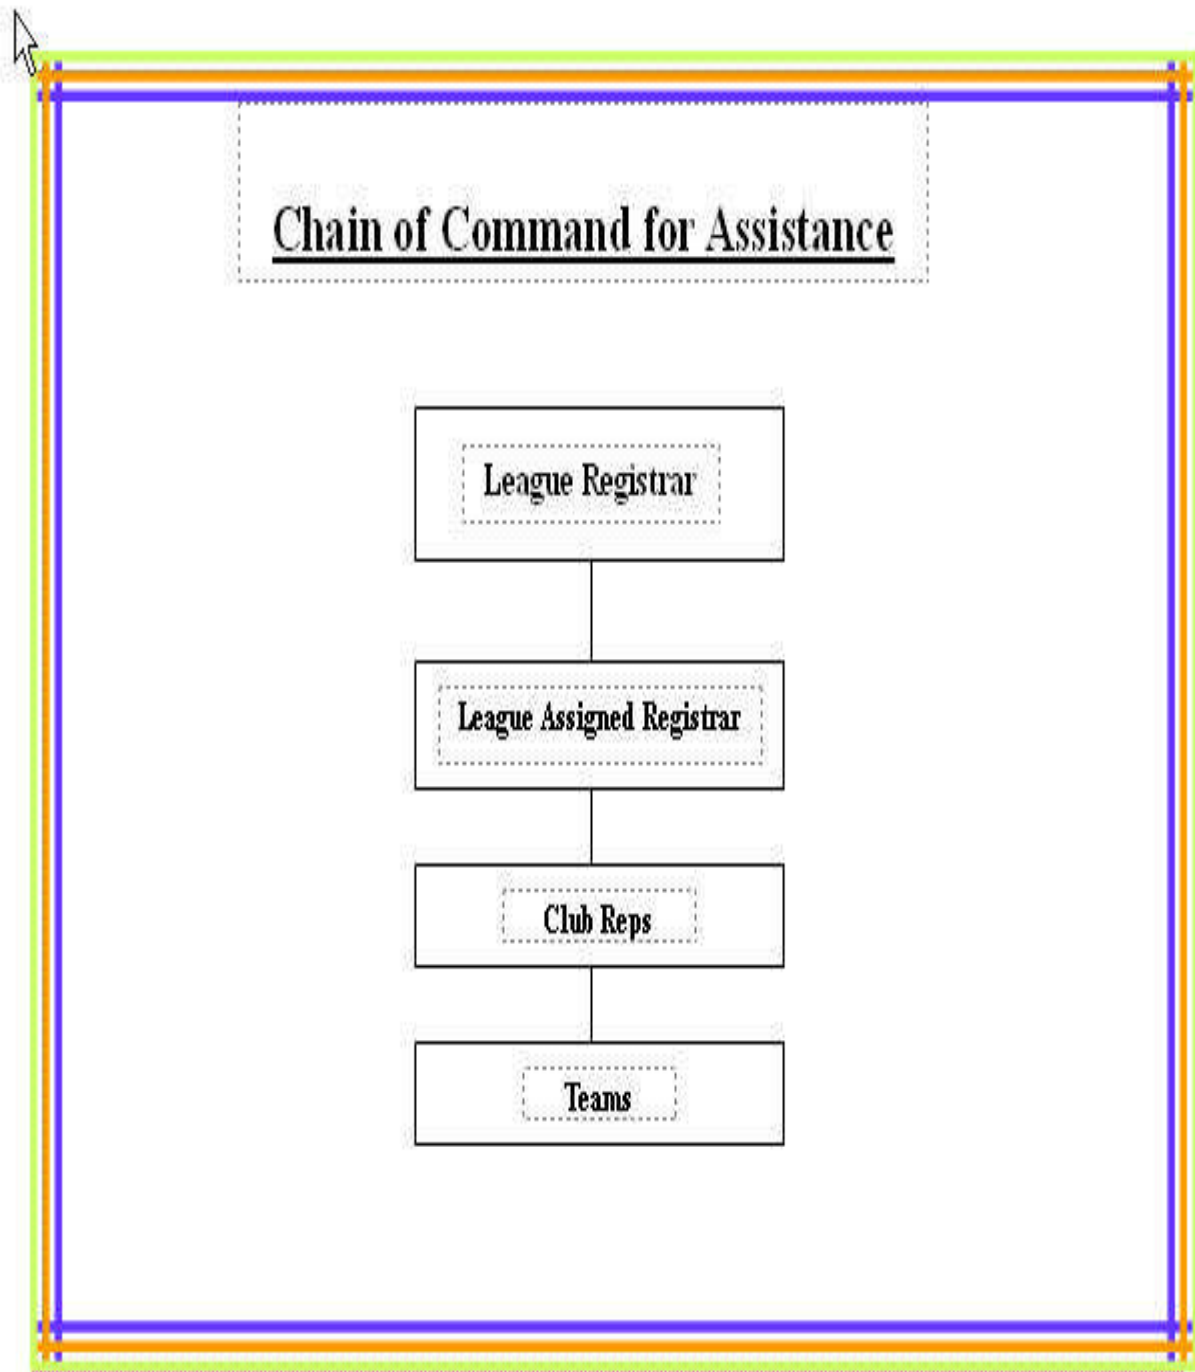 Chain of Command for Assistance
League Registrar
League Assigned Registrar
Club Reps
Teams